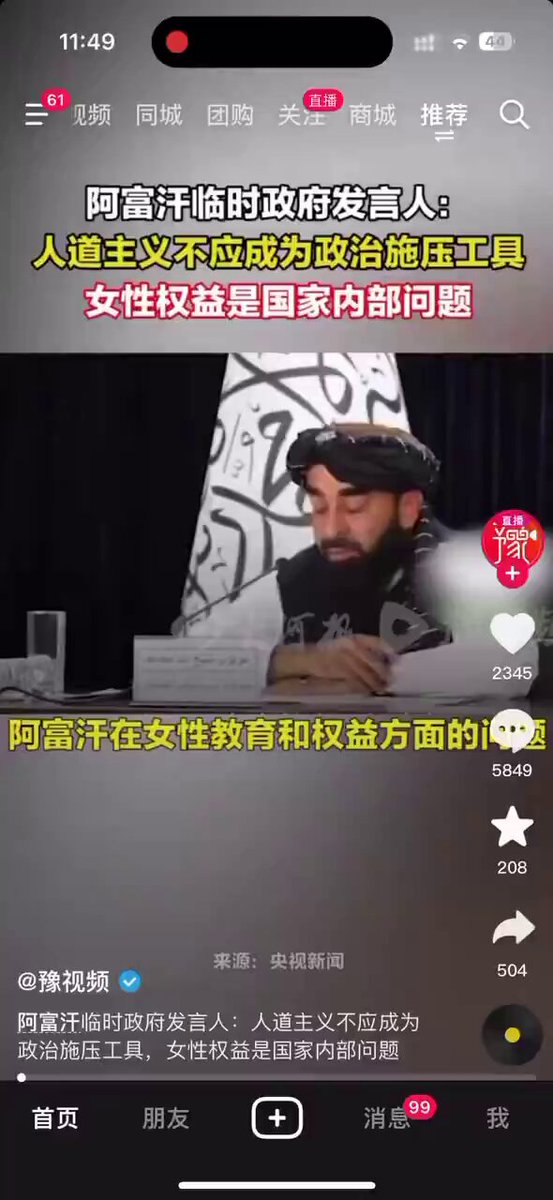 11:49
44
61
视频 同城 团购 关注 直播 商城 推荐
阿富汗临时政府发言人：
人道主义不应成为政治施压工具
女性权益是国家内部问题
直播
豫
2345
阿富汗在女性教育和权益方面的问题
5849
208
来源：央视新闻
504
@豫视频
阿富汗临时政府发言人：人道主义不应成为
政治施压工具，女性权益是国家内部问题
首页 朋友 消息 99 我